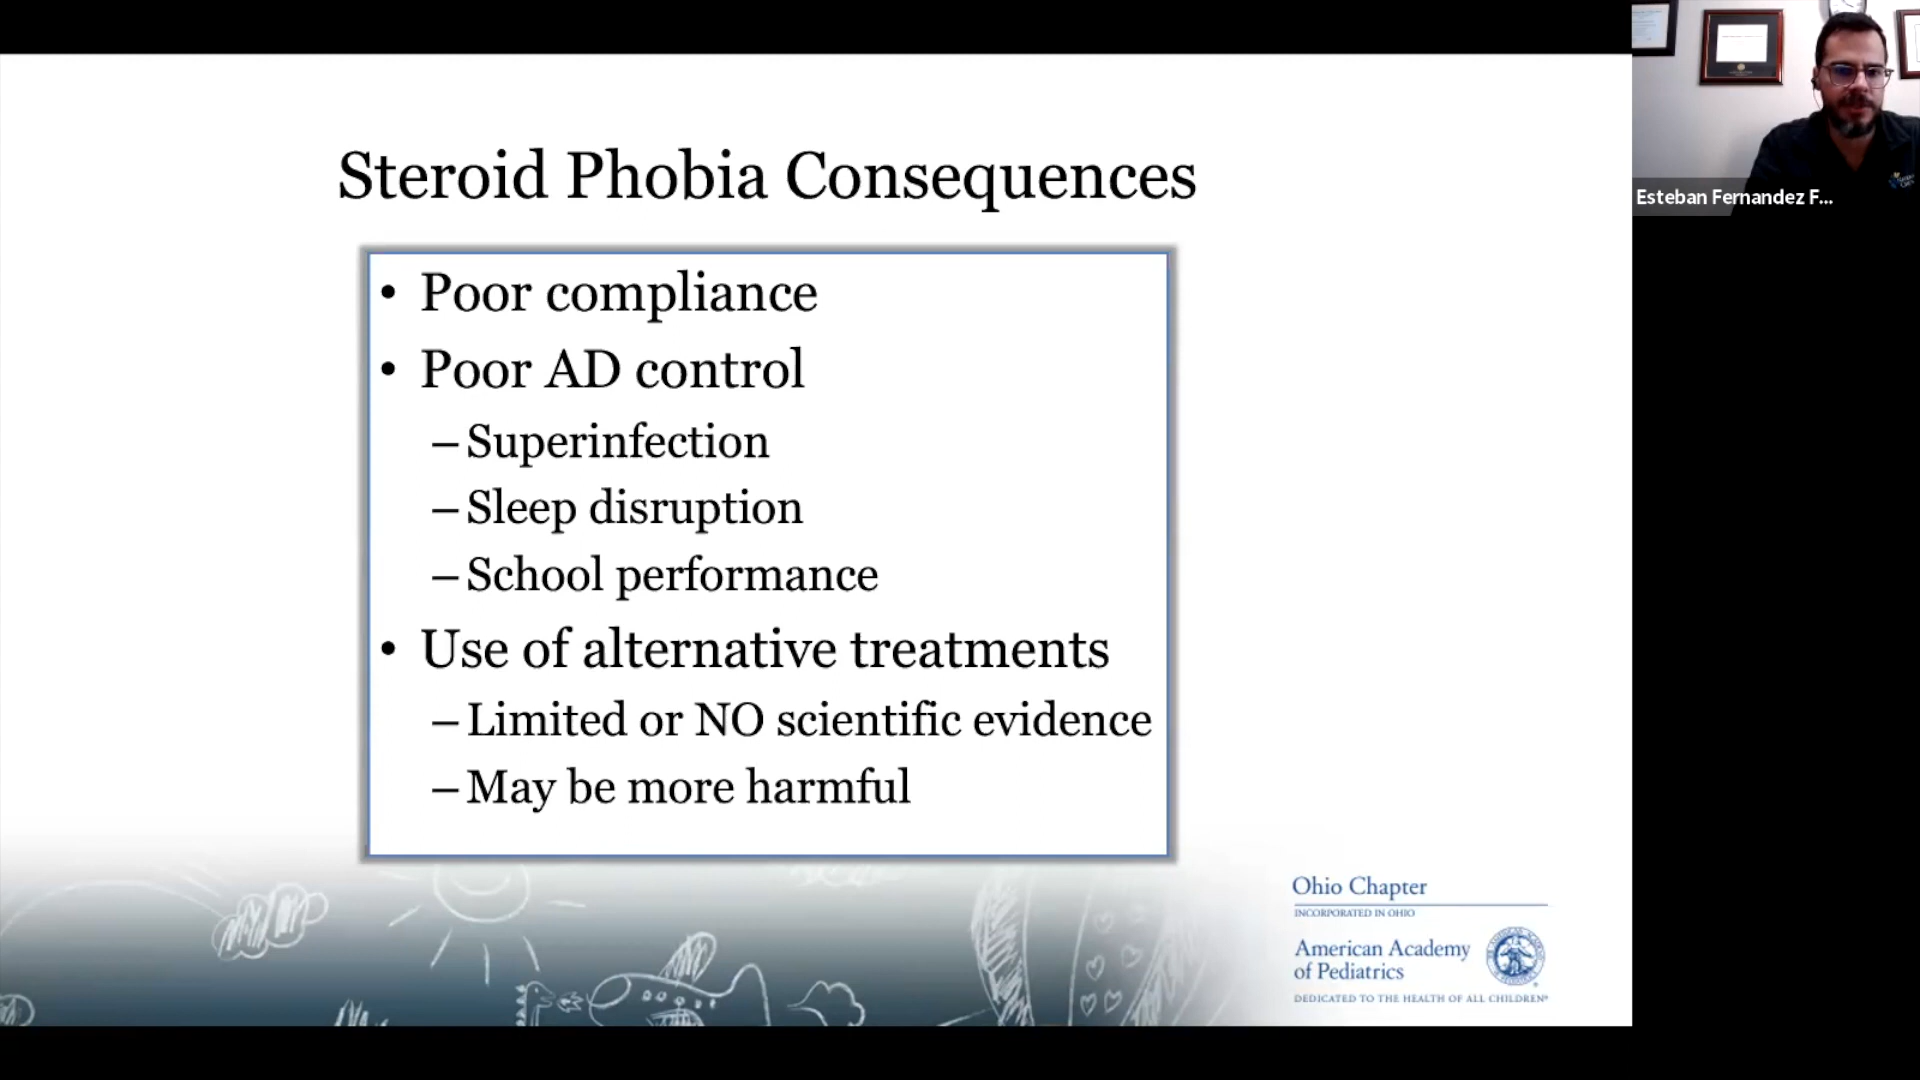 Steroid Phobia Consequences
• Poor compliance
• Poor AD control
– Superinfection
– Sleep disruption
– School performance
• Use of alternative treatments
– Limited or NO scientific evidence
– May be more harmful
Ohio Chapter
INCORPORATED IN OHIO
American Academy
of Pediatrics
DEDICATED TO THE HEALTH OF ALL CHILDREN®
Esteban Fernandez F...